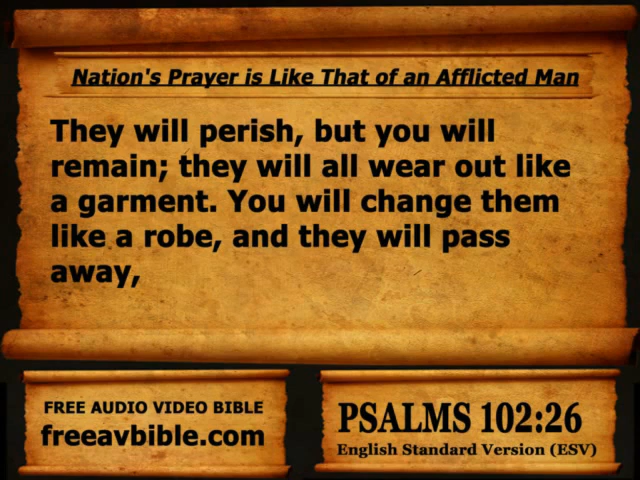 Nation's Prayer is Like That of an Afflicted Man
They will perish, but you will
remain; they will all wear out like
a garment. You will change them
like a robe, and they will pass
away,
FREE AUDIO VIDEO BIBLE
freeavbible.com
PSALMS 102:26
English Standard Version (ESV)